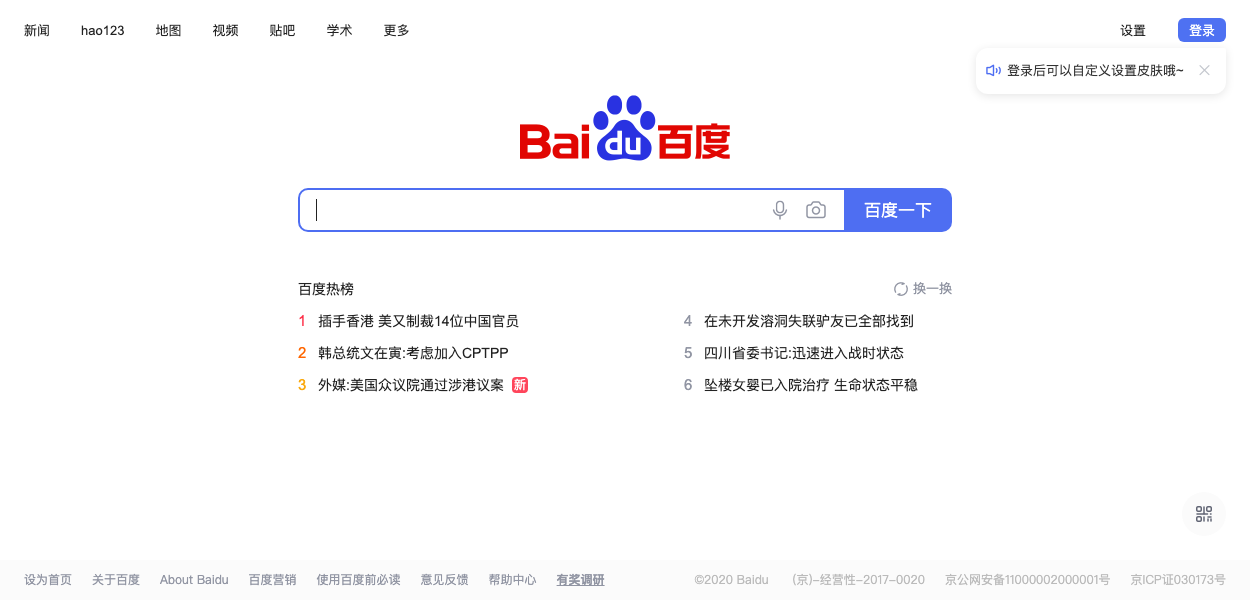 新闻 hao123 地图 视频 贴吧 学术 更多 设置 登录
登录后可以自定义设置皮肤哦~
Bai du 百度
百度一下
百度热榜 换一换
1 插手香港 美又制裁14位中国官员
2 韩总统文在寅:考虑加入CPTPP
3 外媒:美国众议院通过涉港议案 新
4 在未开发溶洞失联驴友已全部找到
5 四川省委书记:迅速进入战时状态
6 坠楼女婴已入院治疗 生命状态平稳
设为首页 关于百度 About Baidu 百度营销 使用百度前必读 意见反馈 帮助中心 有奖调研 ©2020 Baidu (京)-经营性-2017-0020 京公网安备11000002000001号 京ICP证030173号